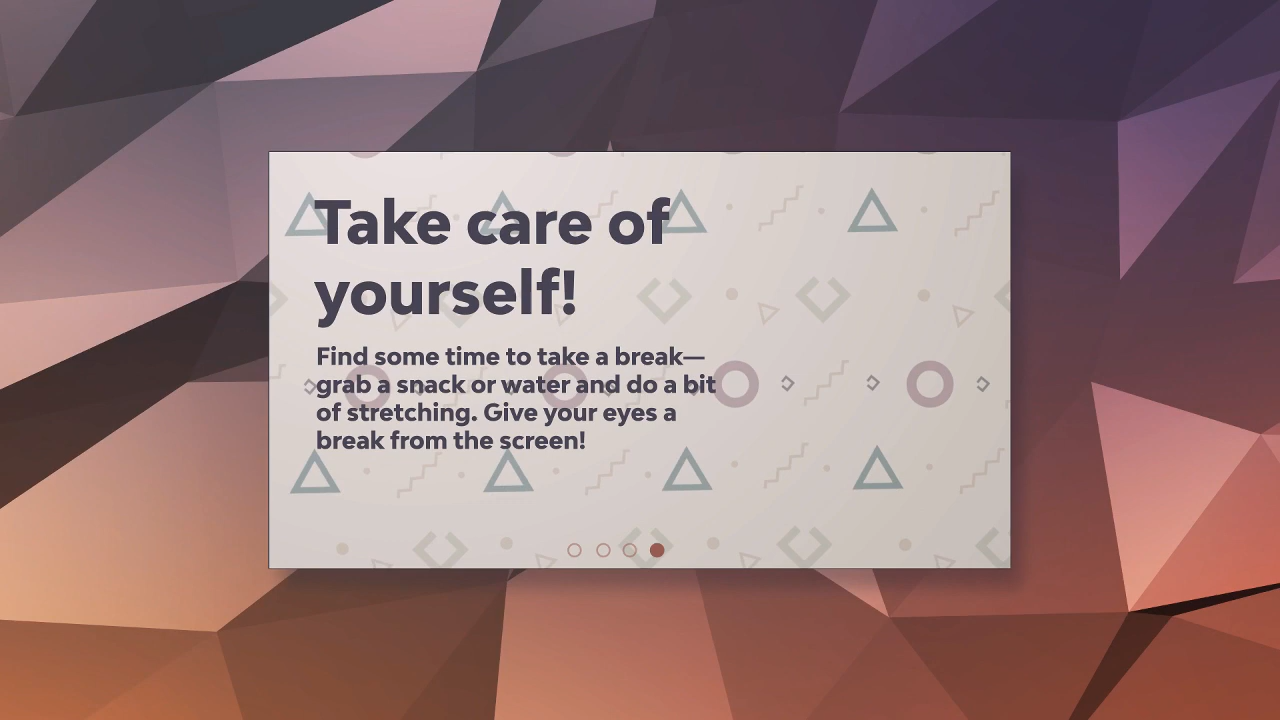 Take care of
yourself!
Find some time to take a break—
grab a snack or water and do a bit
of stretching. Give your eyes a
break from the screen!